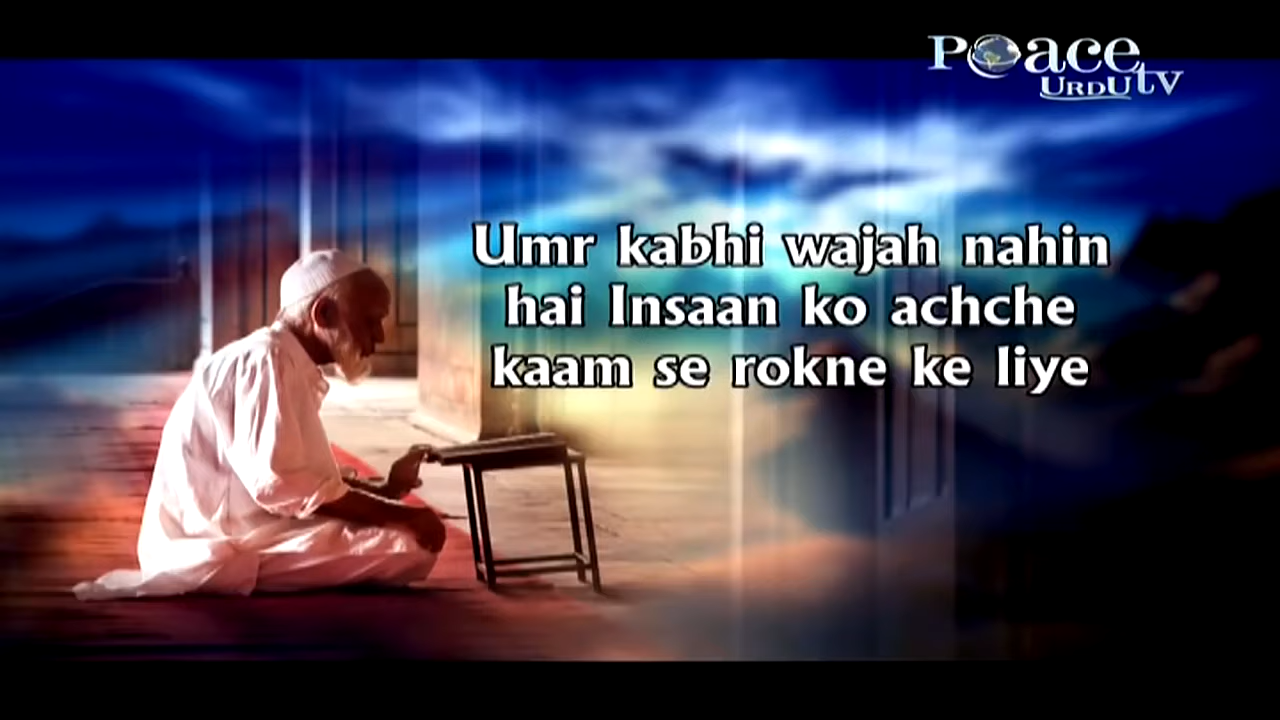 Peace
URDU tv
Umr kabhi wajah nahin
hai Insaan ko achche
kaam se rokne ke liye